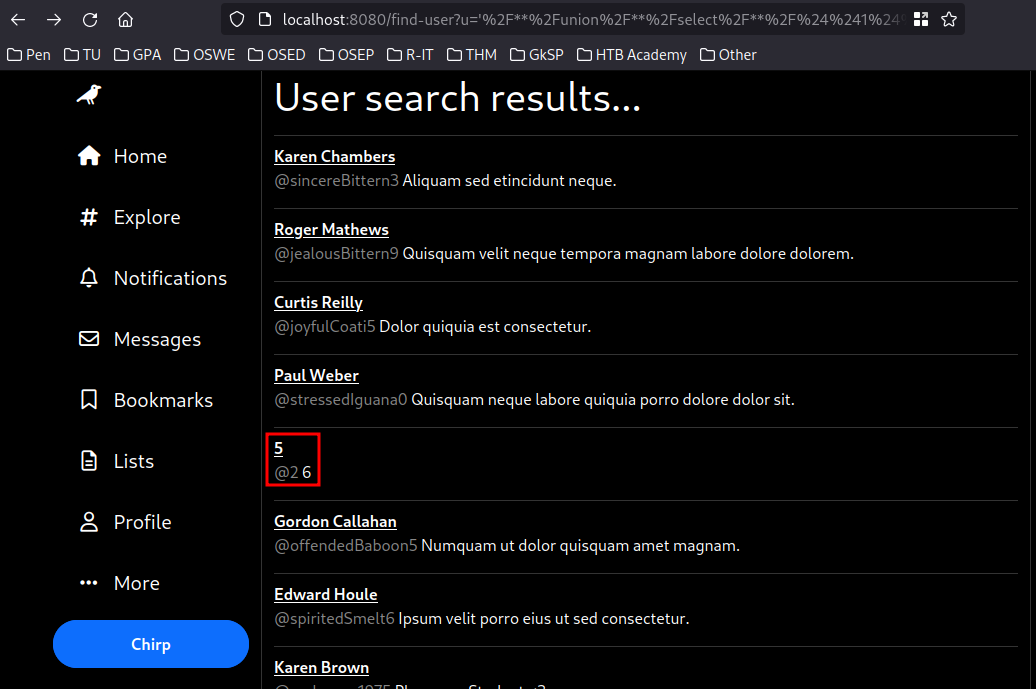 localhost:8080/find-user?u='%2F**%2Funion%2F**%2Fselect%2F**%2F%24%241%24
Pen TU GPA OSWE OSED OSEP R-IT THM GkSP HTB Academy Other
User search results...
Home
Explore
Notifications
Messages
Bookmarks
Lists
Profile
More
Chirp
Karen Chambers
@sincereBittern3 Aliquam sed etincidunt neque.
Roger Mathews
@jealousBittern9 Quisquam velit neque tempora magnam labore dolore dolorem.
Curtis Reilly
@joyfulCoati5 Dolor quiquia est consectetur.
Paul Weber
@stressedIguana0 Quisquam neque labore quiquia porro dolore dolor sit.
5
@2 6
Gordon Callahan
@offendedBaboon5 Numquam ut dolor quisquam amet magnam.
Edward Houle
@spiritedSmelt6 Ipsum velit porro eius ut sed consectetur.
Karen Brown